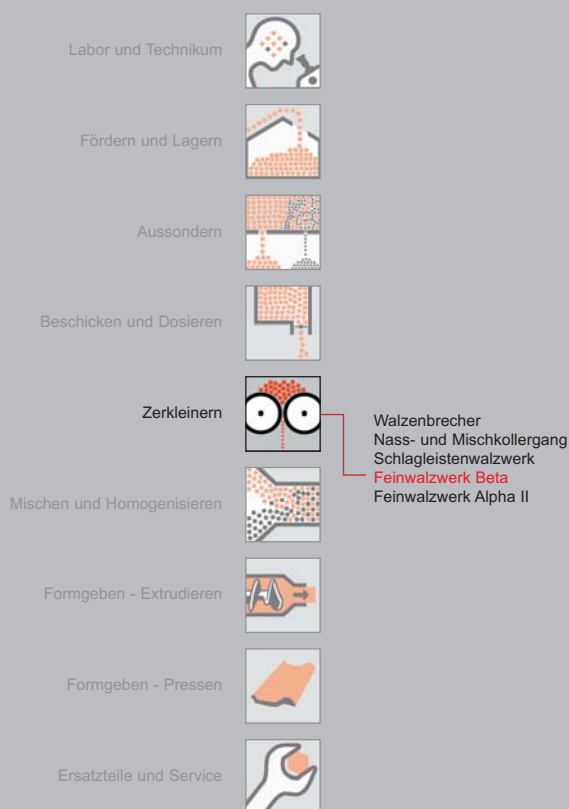 Labor und Technikum
Fördern und Lagern
Aussondern
Beschicken und Dosieren
Zerkleinern
Walzenbrecher
Nass- und Mischkollergang
Schlagleistenwalzwerk
Feinwalzwerk Beta
Feinwalzwerk Alpha II
Mischen und Homogenisieren
Formgeben - Extrudieren
Formgeben - Pressen
Ersatzteile und Service